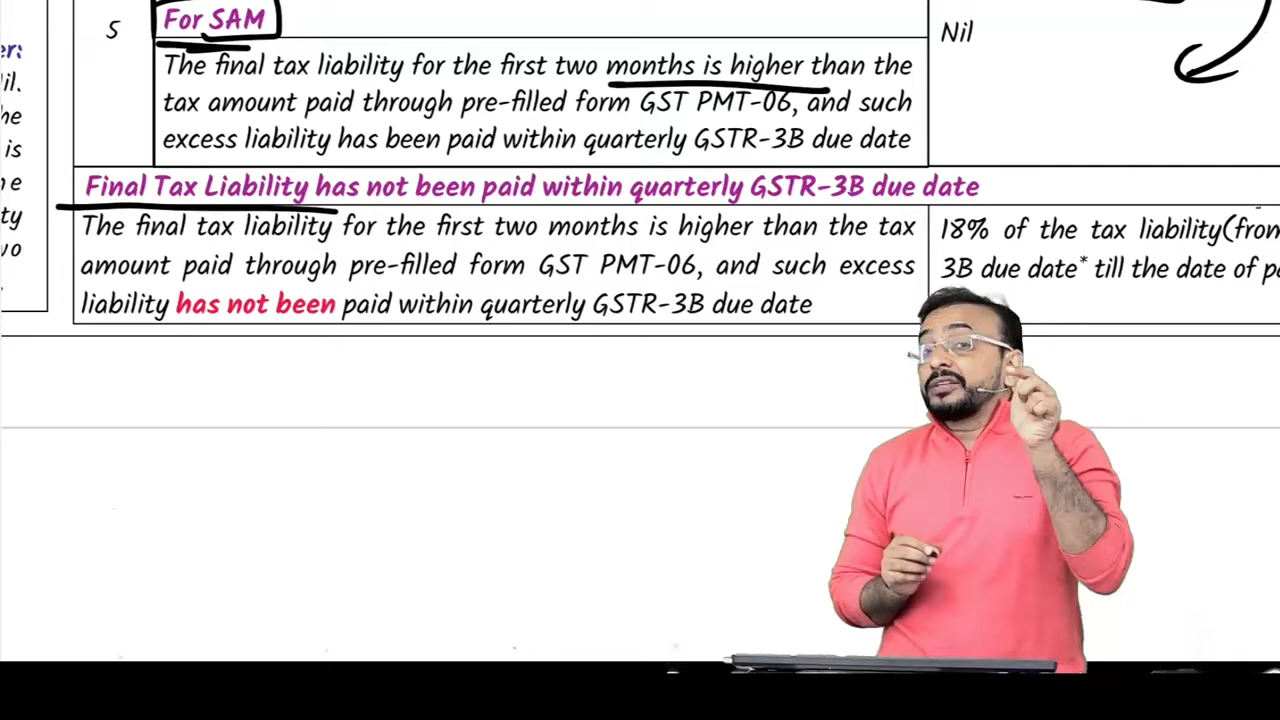 For SAM
5
Nil
The final tax liability for the first two months is higher than the
tax amount paid through pre-filled form GST PMT-06, and such
excess liability has been paid within quarterly GSTR-3B due date
Final Tax Liability has not been paid within quarterly GSTR-3B due date
The final tax liability for the first two months is higher than the tax
amount paid through pre-filled form GST PMT-06, and such excess
liability has not been paid within quarterly GSTR-3B due date
18% of the tax liability(from
3B due date* till the date of
er:
il.
he
is
ty